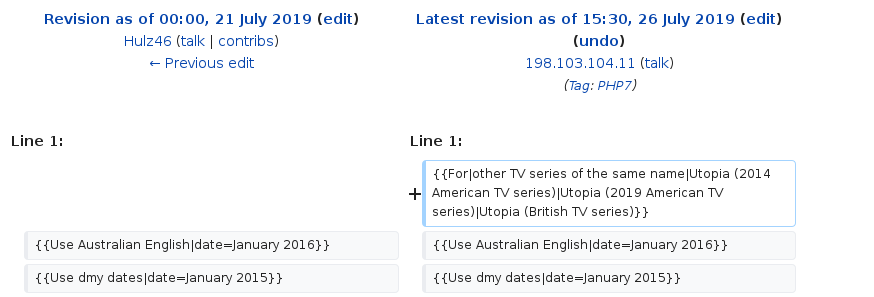 Revision as of 00:00, 21 July 2019 (edit)
Hulz46 (talk | contribs)
← Previous edit
Latest revision as of 15:30, 26 July 2019 (edit)
(undo)
198.103.104.11 (talk)
(Tag: PHP7)
Line 1:
Line 1:
+
{{For|other TV series of the same name|Utopia (2014
American TV series)|Utopia (2019 American TV
series)|Utopia (British TV series)}}
{{Use Australian English|date=January 2016}}
{{Use Australian English|date=January 2016}}
{{Use dmy dates|date=January 2015}}
{{Use dmy dates|date=January 2015}}